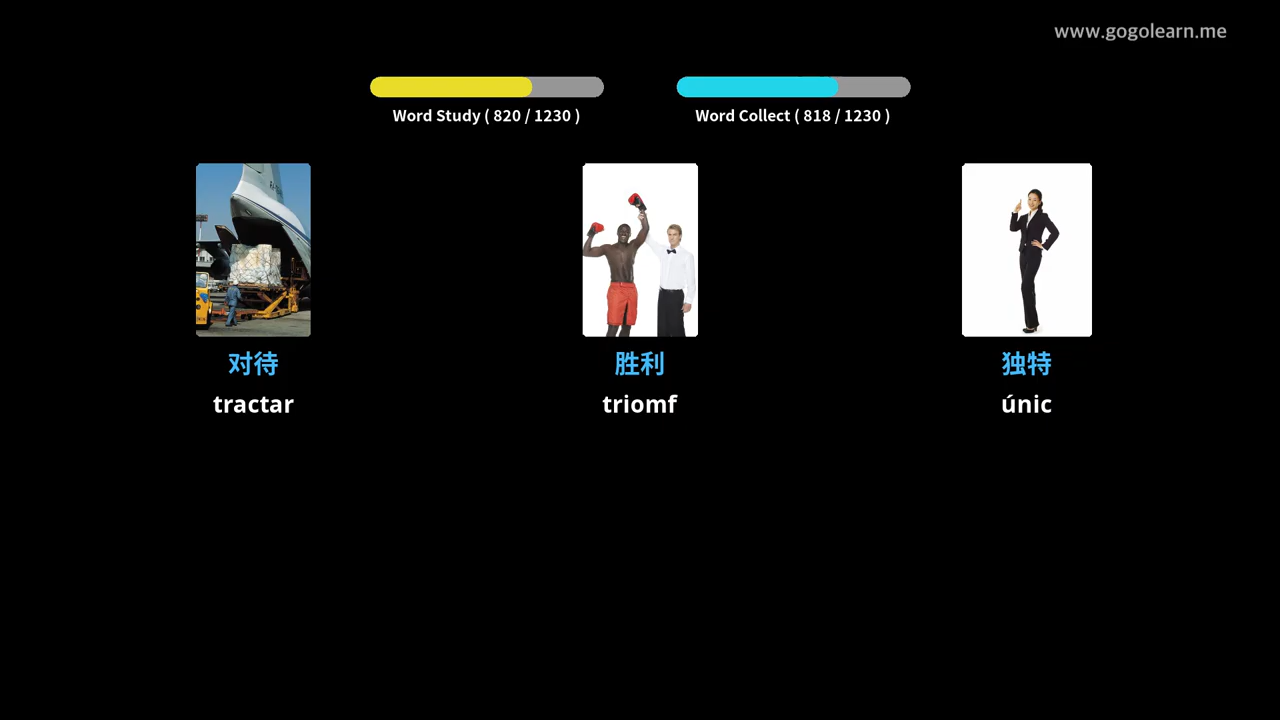 www.gogolearn.me
Word Study ( 820 / 1230 )
Word Collect ( 818 / 1230 )
对待
胜利
独特
tractar
triomf
únic